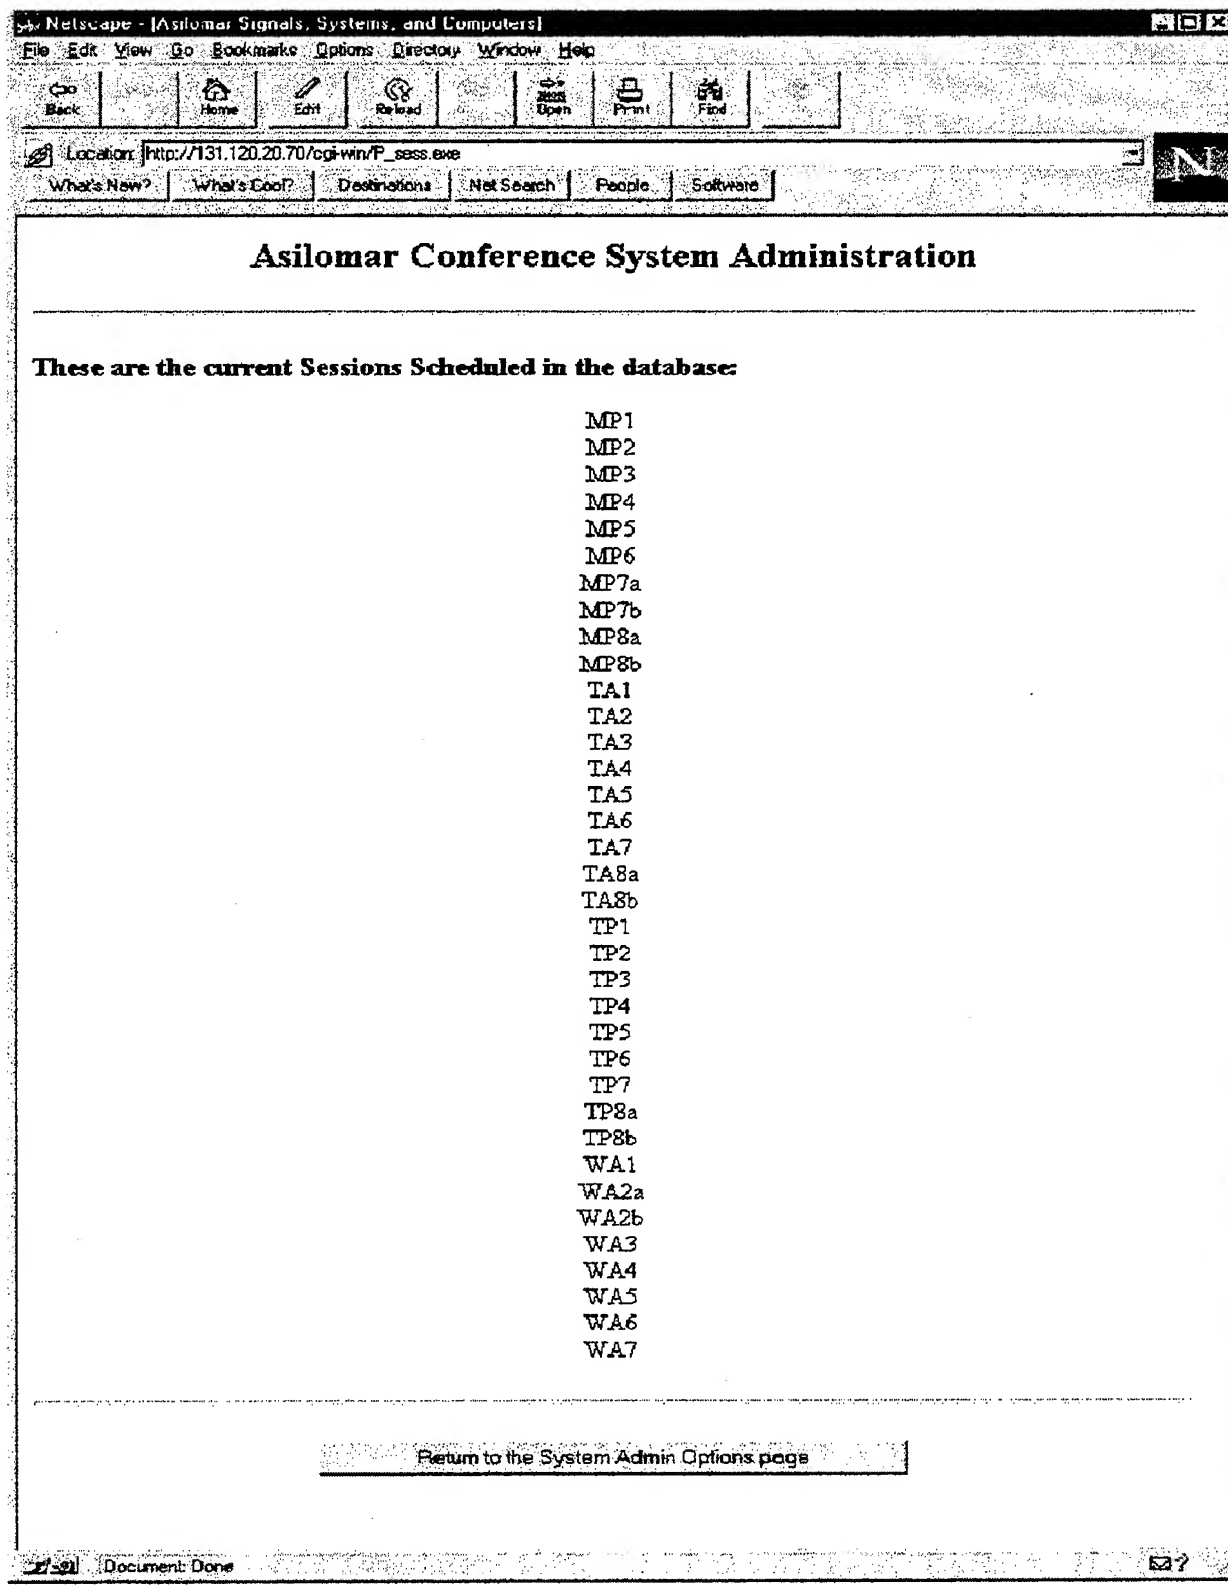 Netscape - [Asilomar Signals, Systems, and Computers]
File Edit View Go Bookmarks Options Directory Window Help
Back Home Edit Reload Open Print Find
Location: http://131.120.20.70/cgi-win/P_sess.exe
N
What's New? What's Cool? Destinations Net Search People Software
Asilomar Conference System Administration
These are the current Sessions Scheduled in the database:
MP1
MP2
MP3
MP4
MP5
MP6
MP7a
MP7b
MP8a
MP8b
TA1
TA2
TA3
TA4
TA5
TA6
TA7
TA8a
TA8b
TP1
TP2
TP3
TP4
TP5
TP6
TP7
TP8a
TP8b
WA1
WA2a
WA2b
WA3
WA4
WA5
WA6
WA7
Return to the System Admin Options page
Document: Done
?